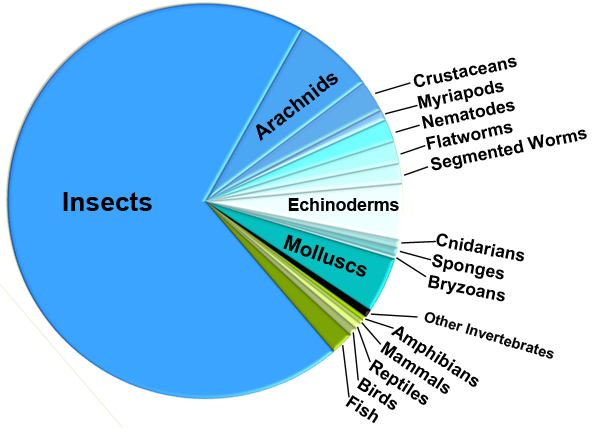 Insects
Arachnids
Crustaceans
Myriapods
Nematodes
Flatworms
Segmented Worms
Echinoderms
Cnidarians
Sponges
Bryzoans
Molluscs
Other Invertebrates
Amphibians
Mammals
Reptiles
Birds
Fish